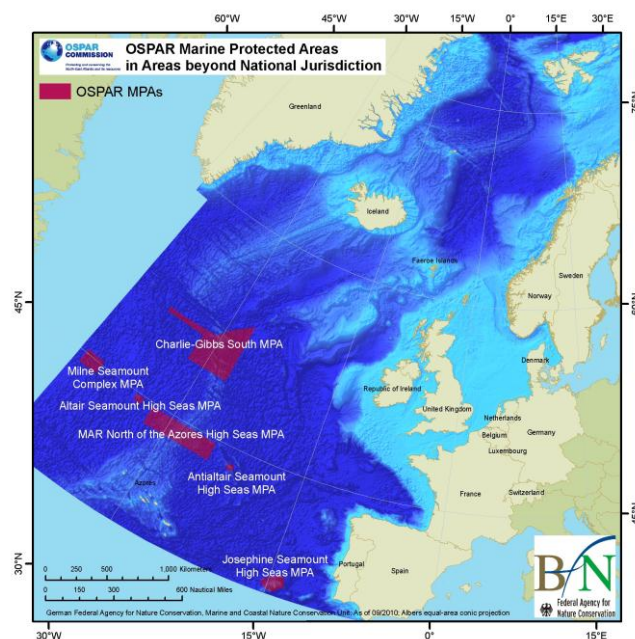 60°W
45°W
30°W
15°W
0°
15°E
30°E
OSPAR
COMMISSION
OSPAR Marine Protected Areas
in Areas beyond National Jurisdiction
OSPAR MPAs
75°N
Greenland
Iceland
Faeroe Islands
Sweden
Norway
45°N
60°N
Charlie-Gibbs South MPA
Milne Seamount
Complex MPA
Denmark
Republic of Ireland
Altair Seamount High Seas MPA
United Kingdom
Netherlands
MAR North of the Azores High Seas MPA
Belgium
Germany
Luxembourg
Antialtair Seamount
High Seas MPA
Azores
France
Switzerland
45°N
30°N
Josephine Seamount
High Seas MPA
Portugal
Spain
0 250 500 1,000 Kilometers
0 150 300 600 Nautical Miles
BfN
Federal Agency for
Nature Conservation
German Federal Agency for Nature Conservation, Marine and Coastal Nature Conservation Unit. As of 09/2010, Albers equal-area conic projection
30°W
15°W
0°
15°E